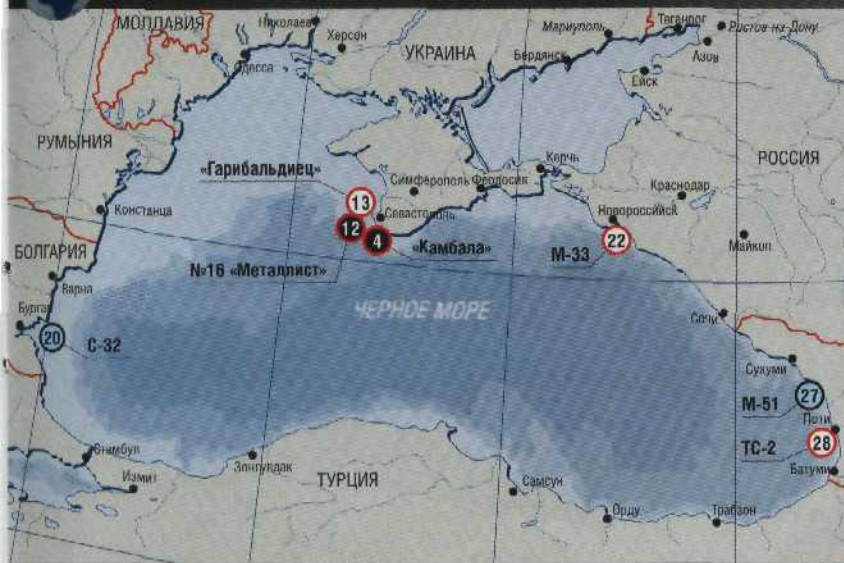 МОЛДАВИЯ
Николаев
Херсон
Мариуполь
Таганрог
Ростов-на-Дону
Одесса
УКРАИНА
Бердянск
Азов
Ейск
РУМЫНИЯ
Керчь
РОССИЯ
«Гарибальдиец»
Симферополь
Феодосия
Краснодар
13
Констанца
Севастополь
Новороссийск
12
4
«Камбала»
22
Майкоп
БОЛГАРИЯ
М-33
№16 «Металлист»
Варна
ЧЕРНОЕ МОРЕ
Бургас
Сочи
20
С-32
Сухуми
М-51
27
Поти
ТС-2
28
Стамбул
Зонгулдак
Батуми
Измит
ТУРЦИЯ
Самсун
Орду
Трабзон